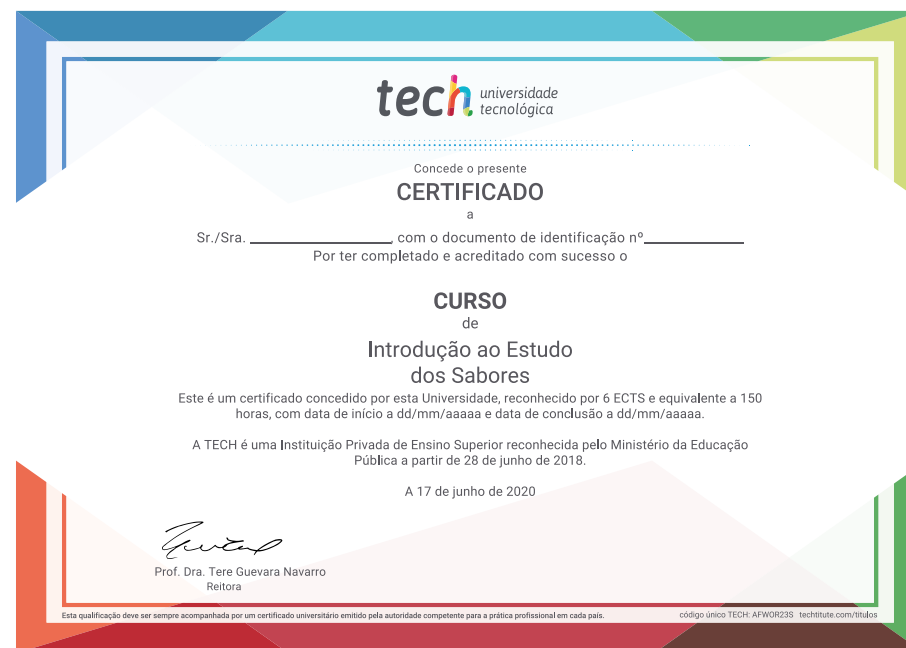 tech universidade
tecnológica
Concede o presente
CERTIFICADO
a
Sr./Sra. ____________________, com o documento de identificação nº______________
Por ter completado e acreditado com sucesso o
CURSO
de
Introdução ao Estudo
dos Sabores
Este é um certificado concedido por esta Universidade, reconhecido por 6 ECTS e equivalente a 150
horas, com data de início a dd/mm/aaaaa e data de conclusão a dd/mm/aaaaa.
A TECH é uma Instituição Privada de Ensino Superior reconhecida pelo Ministério da Educação
Pública a partir de 28 de junho de 2018.
A 17 de junho de 2020
Prof. Dra. Tere Guevara Navarro
Reitora
Esta qualificação deve ser sempre acompanhada por um certificado universitário emitido pela autoridade competente para a prática profissional em cada país.
código único TECH: AFWOR23S techtitute.com/titulos